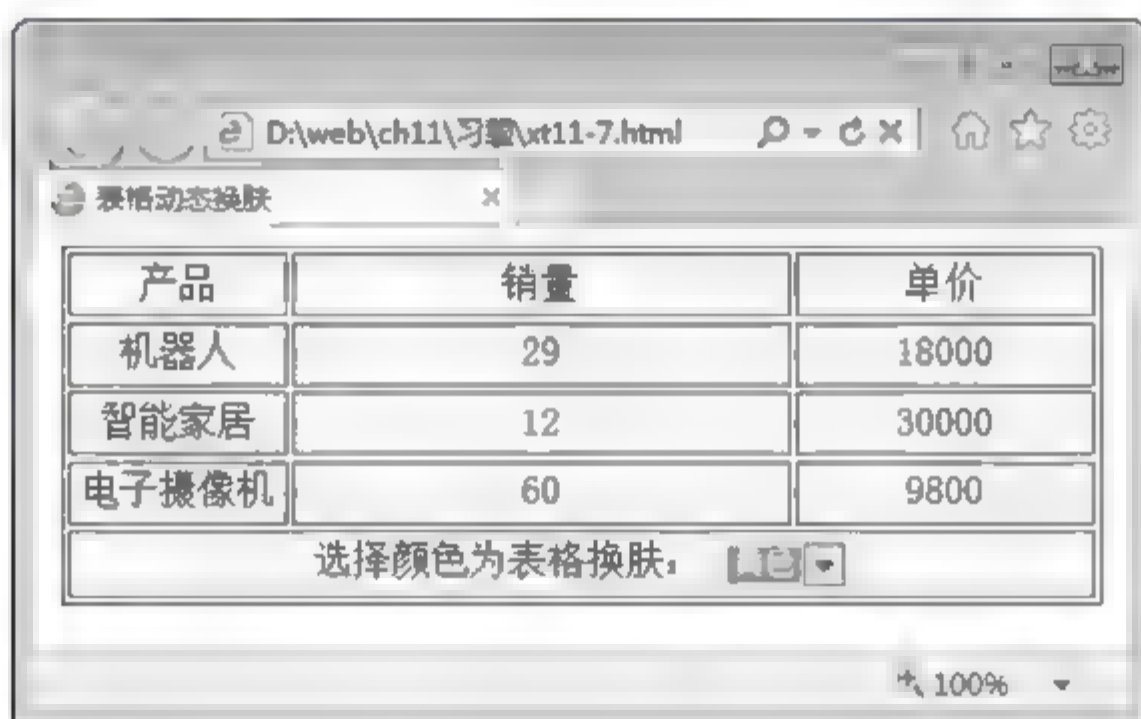 D:\web\ch11\习题\xt11-7.html
表格动态换肤
产品 销量 单价
机器人 29 18000
智能家居 12 30000
电子摄像机 60 9800
选择颜色为表格换肤：
100%